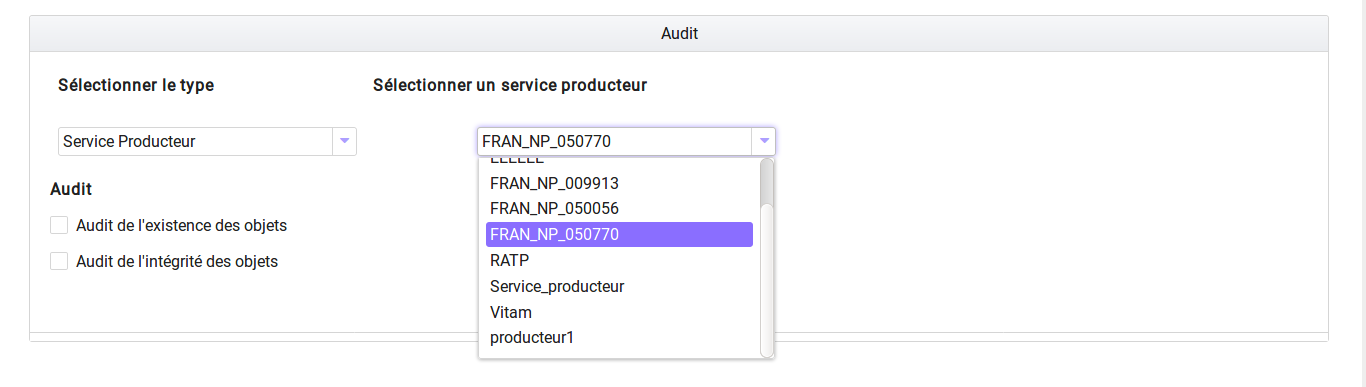 Audit
Sélectionner le type
Sélectionner un service producteur
Service Producteur
FRAN_NP_050770
FRAN_NP_009913
FRAN_NP_050056
FRAN_NP_050770
RATP
Service_producteur
Vitam
producteur1
Audit
Audit de l'existence des objets
Audit de l'intégrité des objets